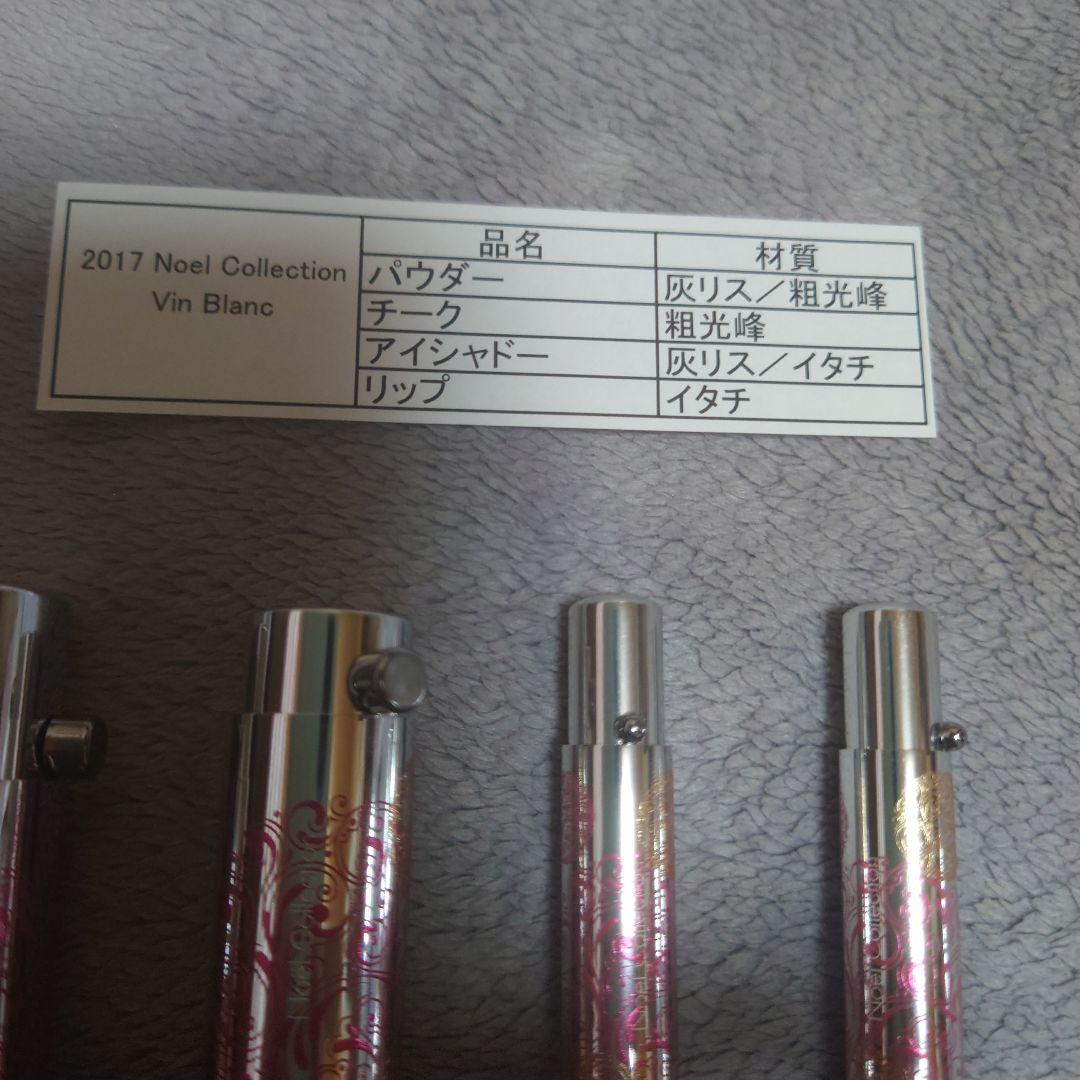 2017 Noel Collection
Vin Blanc
品名 材質
パウダー 灰リス／粗光峰
チーク 粗光峰
アイシャドー 灰リス／イタチ
リップ イタチ